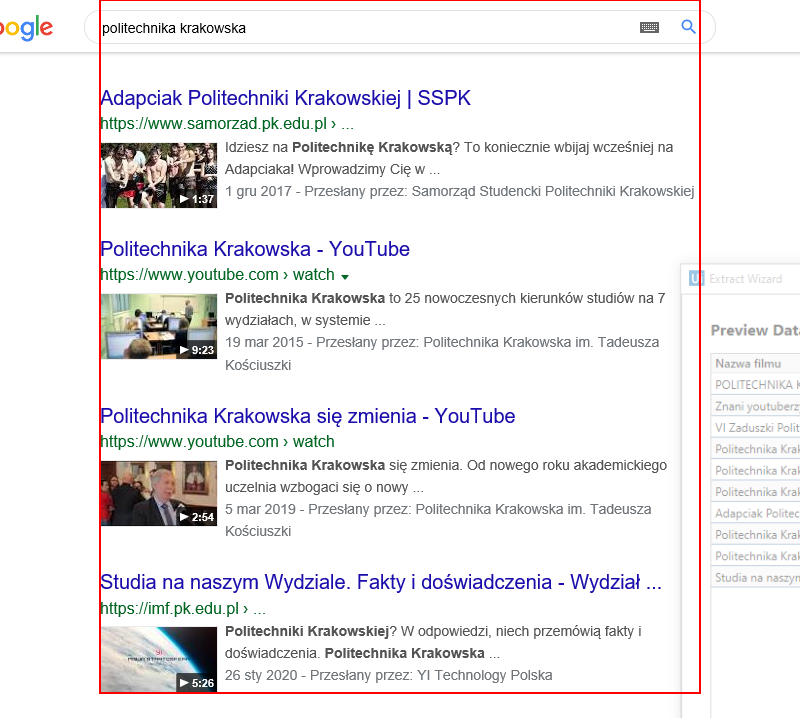 oogle
politechnika krakowska
Adapciak Politechniki Krakowskiej | SSPK
https://www.samorzad.pk.edu.pl › ...
Idziesz na Politechnikę Krakowską? To koniecznie wbijaj wcześniej na
Adapciaka! Wprowadzimy Cię w ...
1:37
1 gru 2017 - Przesłany przez: Samorząd Studencki Politechniki Krakowskiej
Politechnika Krakowska - YouTube
https://www.youtube.com › watch
Politechnika Krakowska to 25 nowoczesnych kierunków studiów na 7
wydziałach, w systemie ...
9:23
19 mar 2015 - Przesłany przez: Politechnika Krakowska im. Tadeusza
Kościuszki
Politechnika Krakowska się zmienia - YouTube
https://www.youtube.com › watch
Politechnika Krakowska się zmienia. Od nowego roku akademickiego
uczelnia wzbogaci się o nowy ...
2:54
5 mar 2019 - Przesłany przez: Politechnika Krakowska im. Tadeusza
Kościuszki
Studia na naszym Wydziale. Fakty i doświadczenia - Wydział ...
https://imf.pk.edu.pl › ...
Politechniki Krakowskiej? W odpowiedzi, niech przemówią fakty i
doświadczenia. Politechnika Krakowska ...
5:26
26 sty 2020 - Przesłany przez: YI Technology Polska
Ui Extract Wizard
Preview Data
Nazwa filmu
POLITECHNIKA K
Znani youtuberzy
VI Zaduszki Polit
Politechnika Krak
Politechnika Krak
Politechnika Krak
Adapciak Politec
Politechnika Krak
Politechnika Krak
Studia na naszym